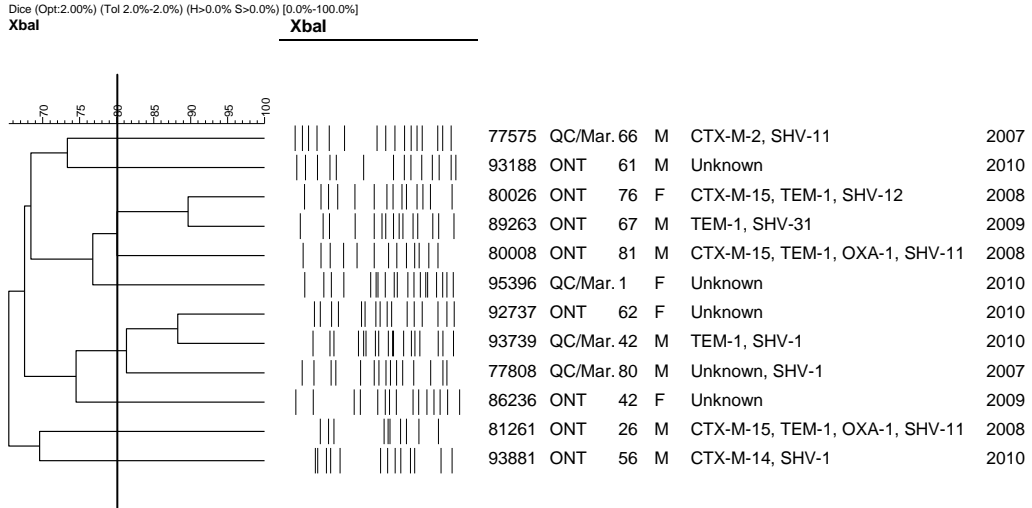 Dice (Opt:2.00%) (Tol 2.0%-2.0%) (H>0.0% S>0.0%) [0.0%-100.0%]
XbaI XbaI
70 75 80 85 90 95 100
77575 QC/Mar. 66 M CTX-M-2, SHV-11 2007
93188 ONT 61 M Unknown 2010
80026 ONT 76 F CTX-M-15, TEM-1, SHV-12 2008
89263 ONT 67 M TEM-1, SHV-31 2009
80008 ONT 81 M CTX-M-15, TEM-1, OXA-1, SHV-11 2008
95396 QC/Mar. 1 F Unknown 2010
92737 ONT 62 F Unknown 2010
93739 QC/Mar. 42 M TEM-1, SHV-1 2010
77808 QC/Mar. 80 M Unknown, SHV-1 2007
86236 ONT 42 F Unknown 2009
81261 ONT 26 M CTX-M-15, TEM-1, OXA-1, SHV-11 2008
93881 ONT 56 M CTX-M-14, SHV-1 2010